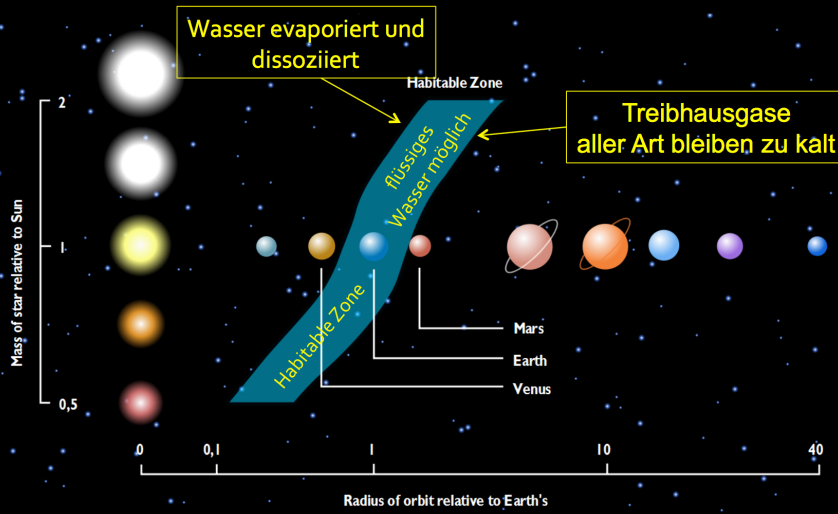 Wasser evaporiert und
dissoziiert
Habitable Zone
Treibhausgase
aller Art bleiben zu kalt
flüssiges
Wasser möglich
Habitable Zone
Mass of star relative to Sun
2
1
0,5
Mars
Earth
Venus
0
0,1
1
10
40
Radius of orbit relative to Earth's